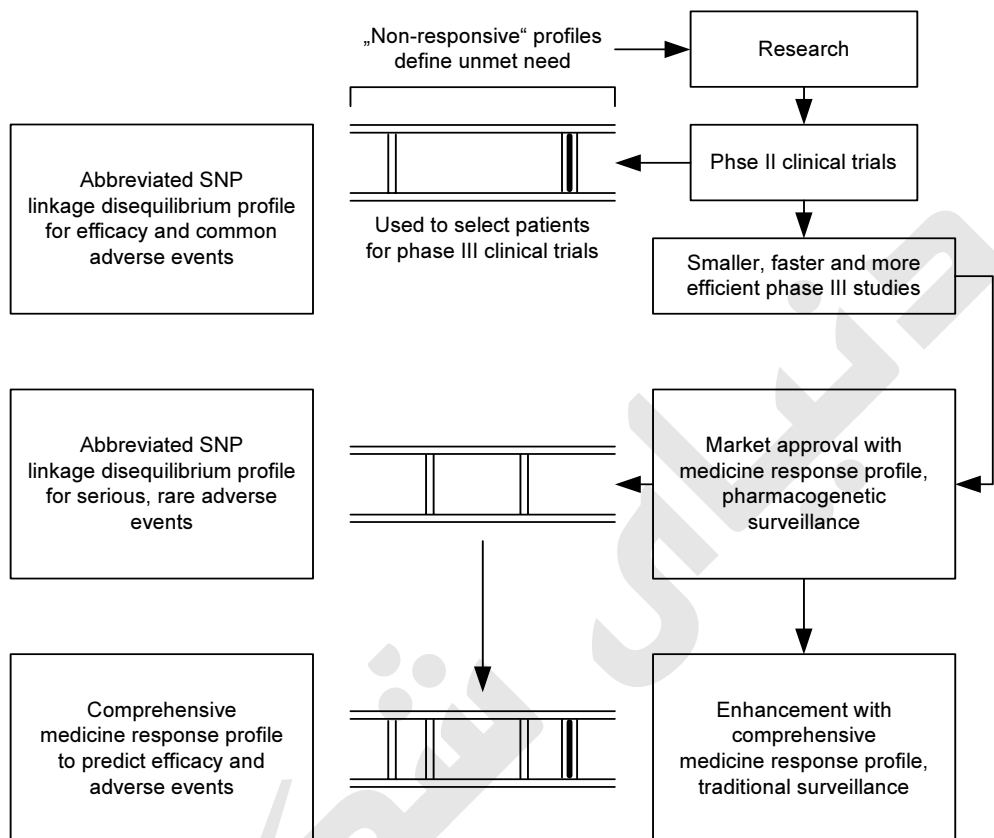 „Non-responsive“ profiles
define unmet need
Research
Abbreviated SNP
linkage disequilibrium profile
for efficacy and common
adverse events
Used to select patients
for phase III clinical trials
Phse II clinical trials
Smaller, faster and more
efficient phase III studies
Abbreviated SNP
linkage disequilibrium profile
for serious, rare adverse
events
Market approval with
medicine response profile,
pharmacogenetic
surveillance
Comprehensive
medicine response profile
to predict efficacy and
adverse events
Enhancement with
comprehensive
medicine response profile,
traditional surveillance